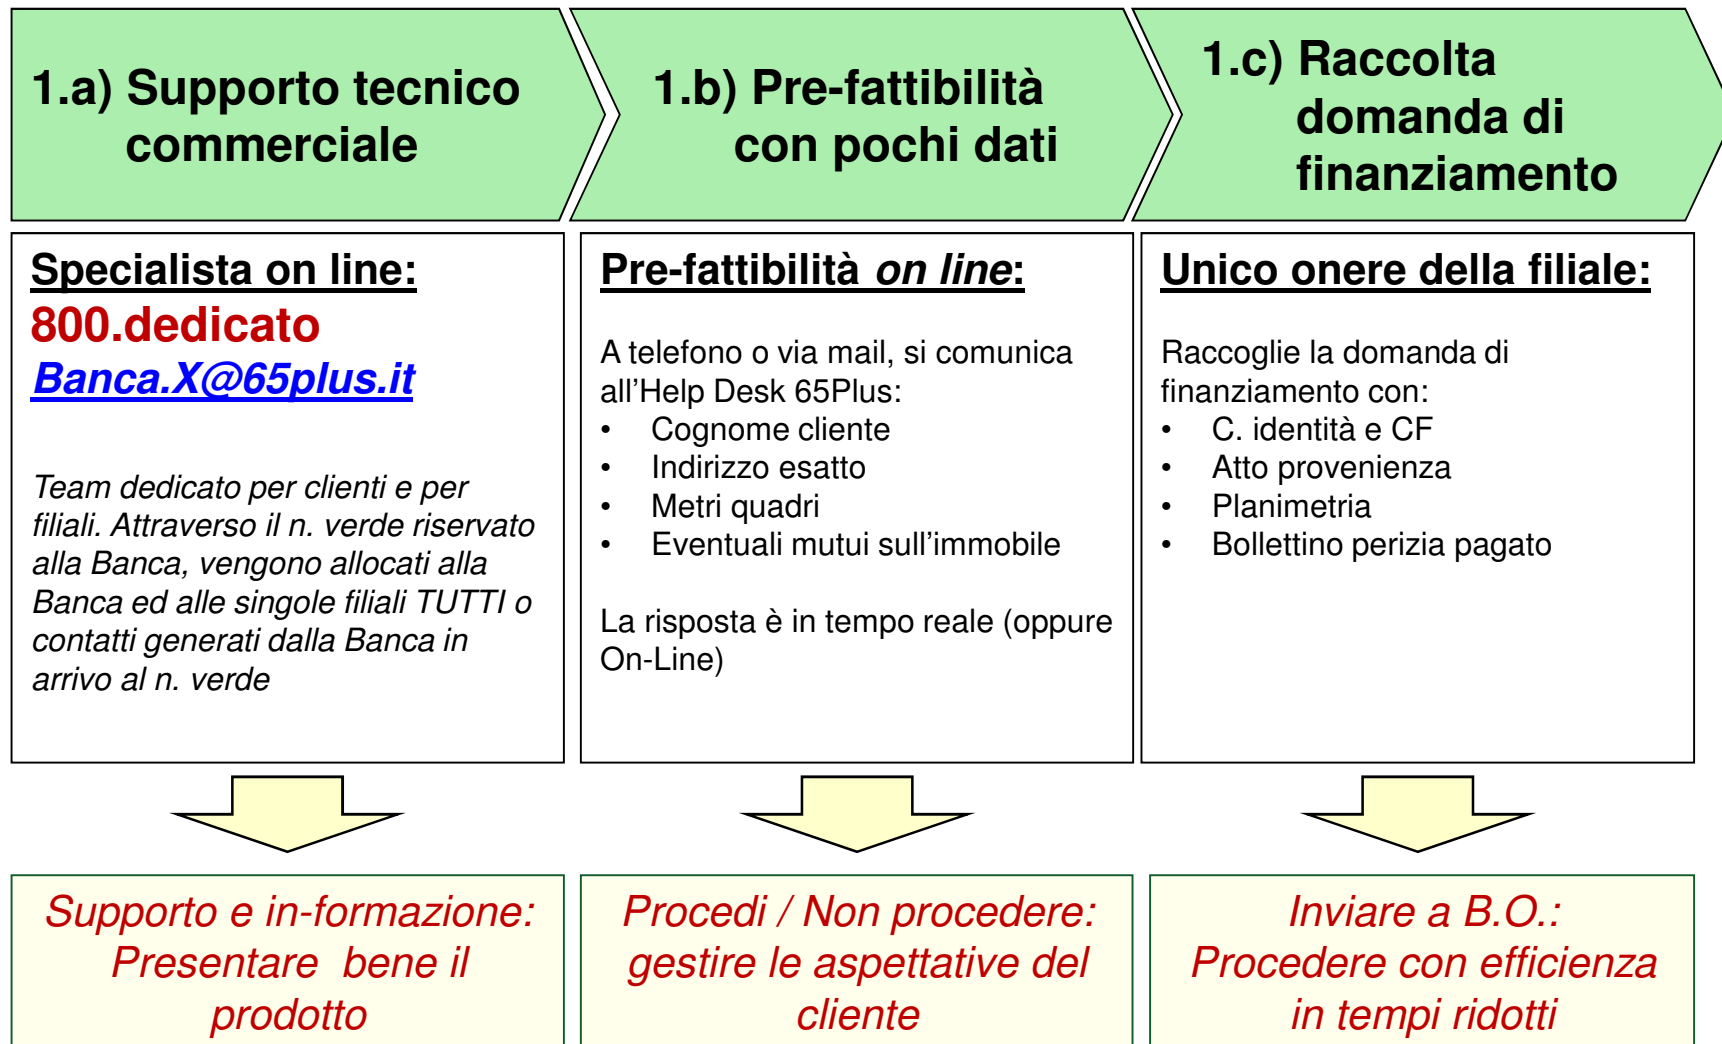 1.a) Supporto tecnico
commerciale
1.b) Pre-fattibilità
con pochi dati
1.c) Raccolta
domanda di
finanziamento
Specialista on line:
800.dedicato
Banca.X@65plus.it
Team dedicato per clienti e per
filiali. Attraverso il n. verde riservato
alla Banca, vengono allocati alla
Banca ed alle singole filiali TUTTI o
contatti generati dalla Banca in
arrivo al n. verde
Pre-fattibilità on line:
A telefono o via mail, si comunica
all’Help Desk 65Plus:
• Cognome cliente
• Indirizzo esatto
• Metri quadri
• Eventuali mutui sull’immobile
La risposta è in tempo reale (oppure
On-Line)
Unico onere della filiale:
Raccoglie la domanda di
finanziamento con:
• C. identità e CF
• Atto provenienza
• Planimetria
• Bollettino perizia pagato
Supporto e in-formazione:
Presentare bene il
prodotto
Procedi / Non procedere:
gestire le aspettative del
cliente
Inviare a B.O.:
Procedere con efficienza
in tempi ridotti